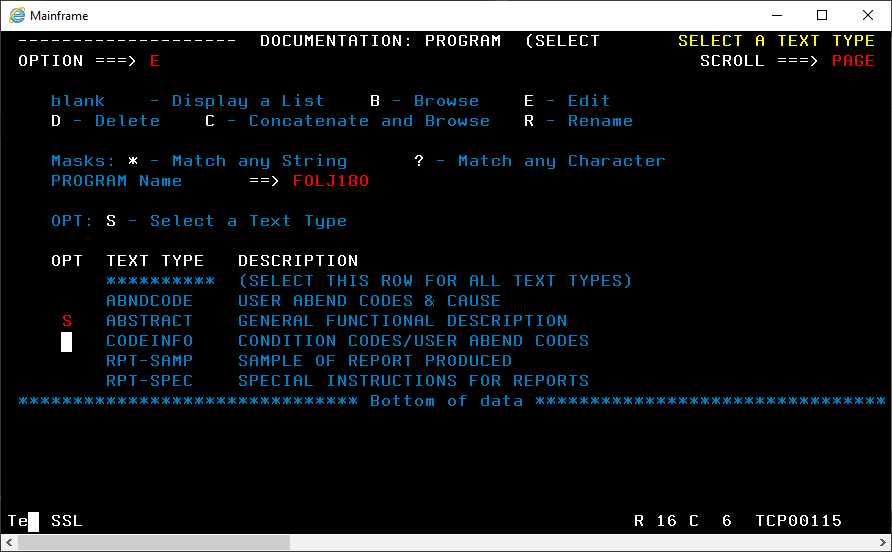 Mainframe
-------------------- DOCUMENTATION: PROGRAM (SELECT SELECT A TEXT TYPE
OPTION ===> E SCROLL ===> PAGE
blank - Display a List B - Browse E - Edit
D - Delete C - Concatenate and Browse R - Rename
Masks: * - Match any String ? - Match any Character
PROGRAM Name ==> FOLJ180
OPT: S - Select a Text Type
OPT TEXT TYPE DESCRIPTION
********** (SELECT THIS ROW FOR ALL TEXT TYPES)
ABNDCODE USER ABEND CODES & CAUSE
S ABSTRACT GENERAL FUNCTIONAL DESCRIPTION
CODEINFO CONDITION CODES/USER ABEND CODES
RPT-SAMP SAMPLE OF REPORT PRODUCED
RPT-SPEC SPECIAL INSTRUCTIONS FOR REPORTS
******************************* Bottom of data ********************************
Te SSL R 16 C 6 TCP00115